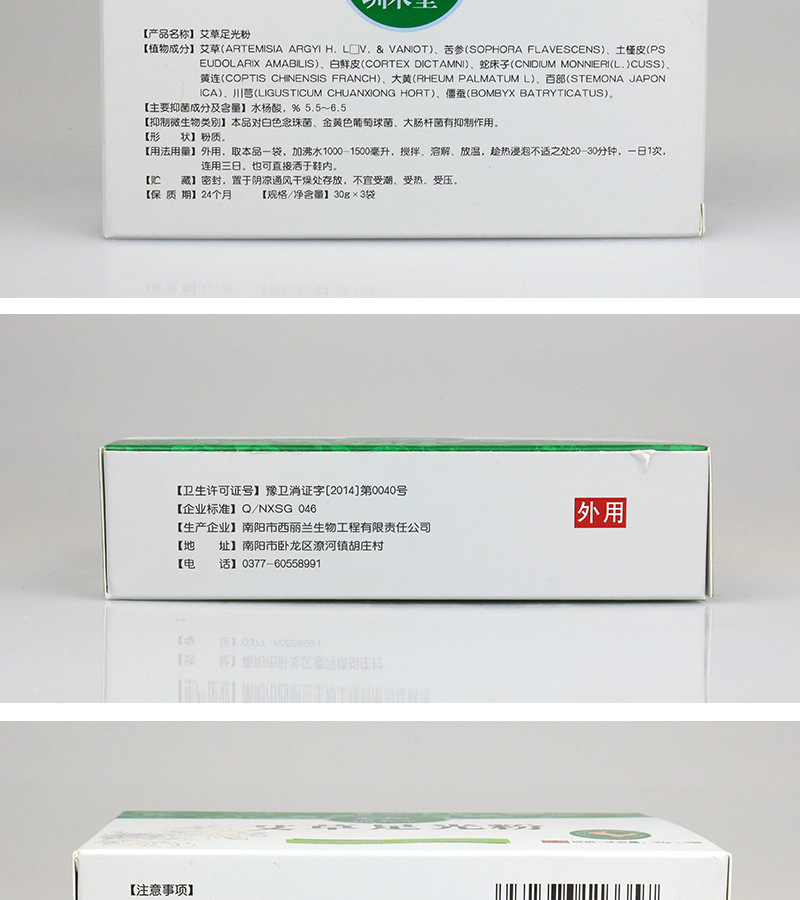 【产品名称】艾草足光粉
【植物成分】艾草(ARTEMISIA ARGYI H. L□V. & VANIOT)、苦参(SOPHORA FLAVESCENS)、土槿皮(PS
EUDOLARIX AMABILIS)、白鲜皮(CORTEX DICTAMNI)、蛇床子(CNIDIUM MONNIERI(L.)CUSS)、
黄连(COPTIS CHINENSIS FRANCH)、大黄(RHEUM PALMATUM L)、百部(STEMONA JAPON
ICA)、川芎(LIGUSTICUM CHUANXIONG HORT)、僵蚕(BOMBYX BATRYTICATUS)。
【主要抑菌成分及含量】水杨酸，% 5.5~6.5
【抑制微生物类别】本品对白色念珠菌、金黄色葡萄球菌、大肠杆菌有抑制作用。
【形 状】粉质。
【用法用量】外用，取本品一袋，加沸水1000-1500毫升，搅拌、溶解、放温，趁热浸泡不适之处20-30分钟，一日1次，
连用三日。也可直接洒于鞋内。
【贮 藏】密封，置于阴凉通风干燥处存放，不宜受潮、受热、受压。
【保 质 期】24个月 【规格/净含量】30g×3袋
【卫生许可证号】豫卫消证字[2014]第0040号
【企业标准】Q/NXSG 046
【生产企业】南阳市西丽兰生物工程有限责任公司
【地 址】南阳市卧龙区潦河镇胡庄村
【电 话】0377-60558991
外用
艾草足光粉
【注意事项】